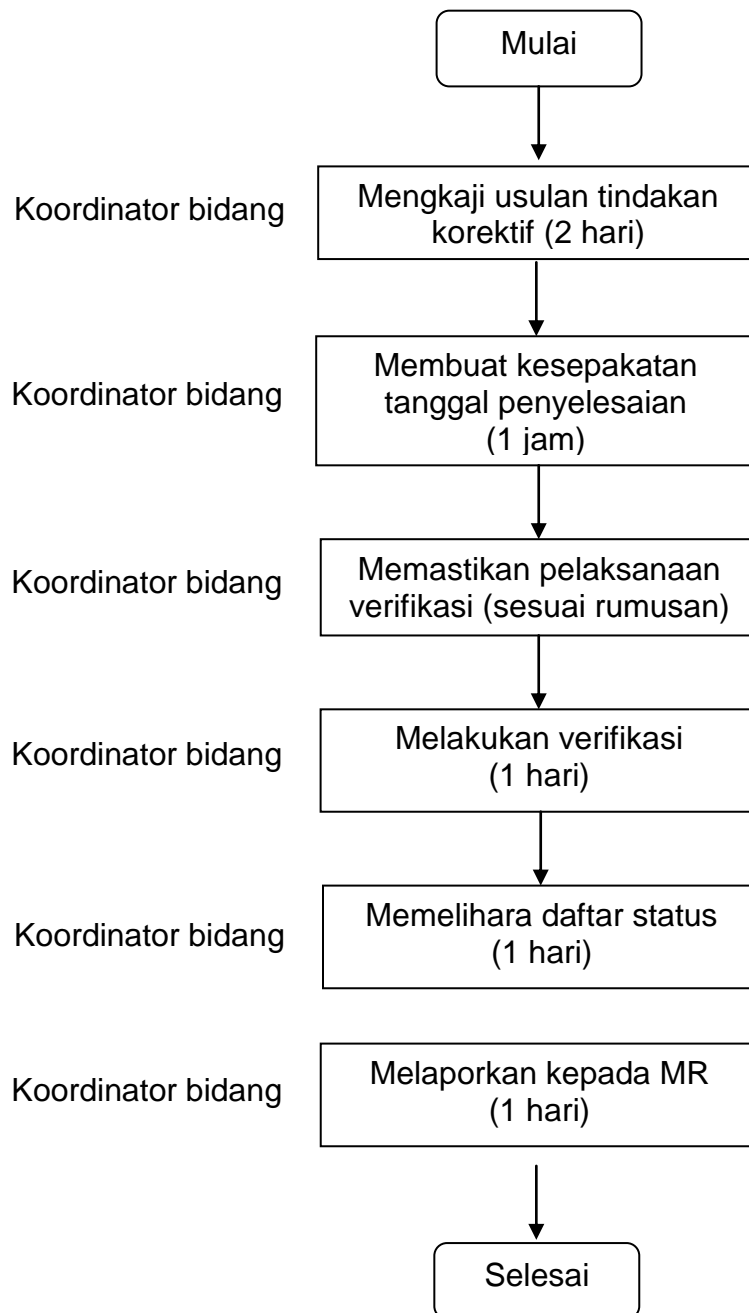 Mulai
Koordinator bidang
Mengkaji usulan tindakan
korektif (2 hari)
Koordinator bidang
Membuat kesepakatan
tanggal penyelesaian
(1 jam)
Koordinator bidang
Memastikan pelaksanaan
verifikasi (sesuai rumusan)
Koordinator bidang
Melakukan verifikasi
(1 hari)
Koordinator bidang
Memelihara daftar status
(1 hari)
Koordinator bidang
Melaporkan kepada MR
(1 hari)
Selesai